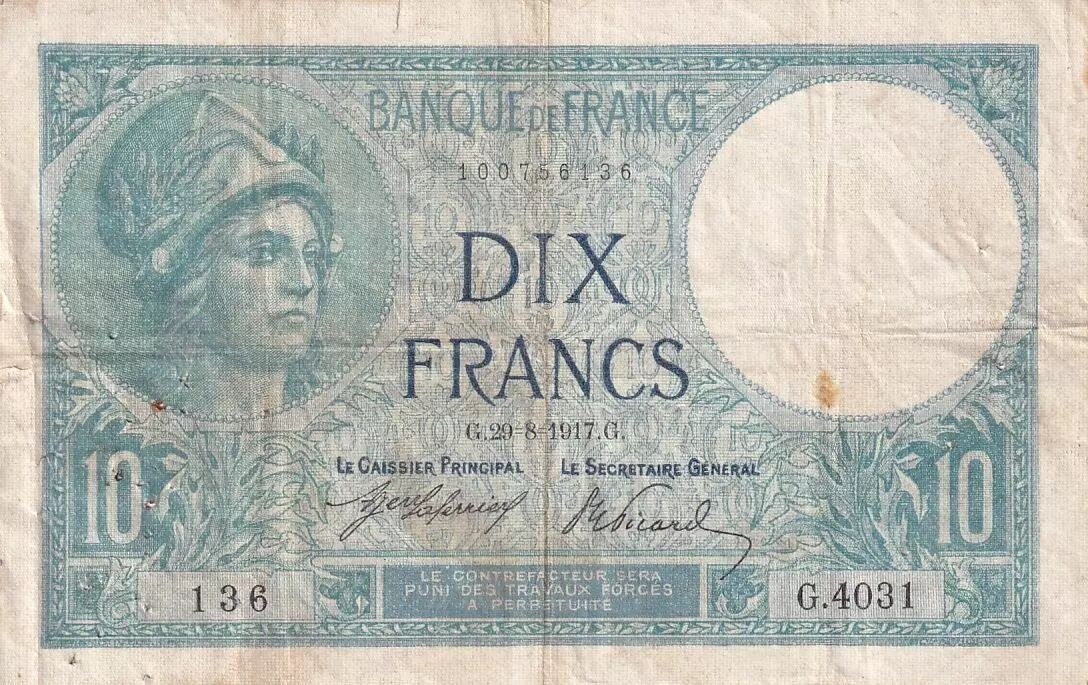 BANQUE DE FRANCE
100756136
DIX
FRANCS
G.29-8-1917.G.
LE CAISSIER PRINCIPAL LE SECRETAIRE GENERAL
10 10
LE CONTREFACTEUR SERA
PUNI DES TRAVAUX FORCES
A PERPETUITE
136 G.4031